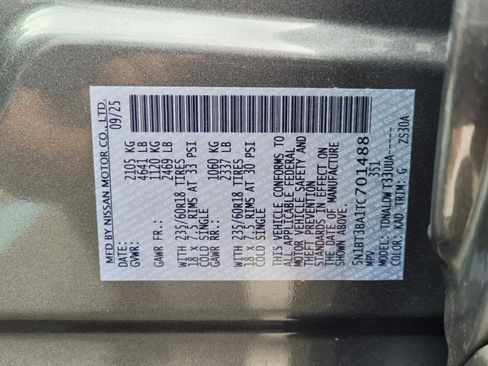 MFD BY NISSAN MOTOR CO., LTD.
DATE: 09/25
GVWR: 2105 KG
4641 LB
GAWR FR: 1120 KG
2469 LB
WITH 235/60R18 TIRES
18 X 7.5 RIMS AT 33 PSI
COLD SINGLE
GAWR RR: 1060 KG
2337 LB
WITH 235/60R18 TIRES
18 X 7.5 RIMS AT 30 PSI
COLD SINGLE
THIS VEHICLE CONFORMS TO
ALL APPLICABLE FEDERAL
MOTOR VEHICLE SAFETY AND
THEFT PREVENTION
STANDARDS IN EFFECT ON
THE DATE OF MANUFACTURE
5N1BT3BA1TC701488
MPV 351
MODEL: TDNALDWT33UUA-----
COLOR: KAD TRIM: G ZS30A